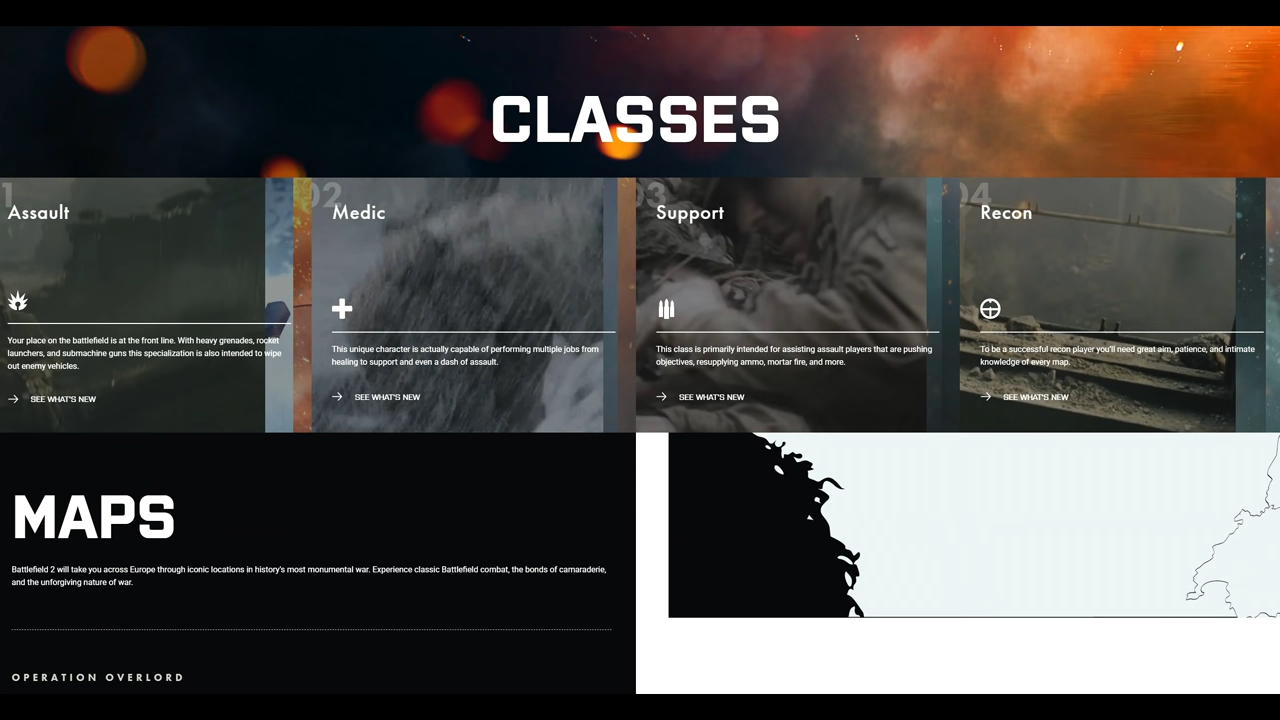 CLASSES
1
Assault
Your place on the battlefield is at the front line. With heavy grenades, rocket
launchers, and submachine guns this specialization is also intended to wipe
out enemy vehicles.
SEE WHAT'S NEW
02
Medic
This unique character is actually capable of performing multiple jobs from
healing to support and even a dash of assault.
SEE WHAT'S NEW
03
Support
This class is primarily intended for assisting assault players that are pushing
objectives, resupplying ammo, mortar fire, and more.
SEE WHAT'S NEW
04
Recon
To be a successful recon player you'll need great aim, patience, and intimate
knowledge of every map.
SEE WHAT'S NEW
MAPS
Battlefield 2 will take you across Europe through iconic locations in history's most monumental war. Experience classic Battlefield combat, the bonds of camaraderie,
and the unforgiving nature of war.
OPERATION OVERLORD